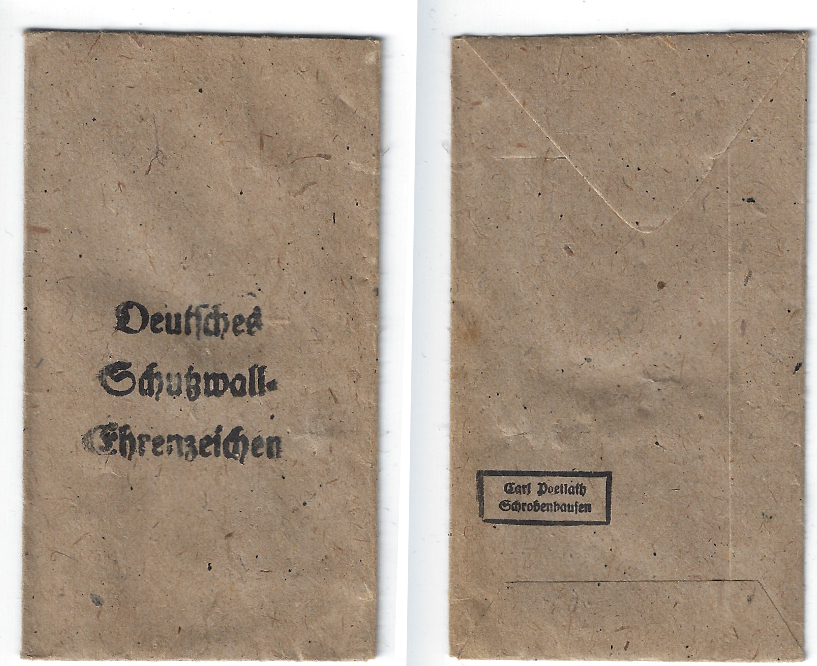 Deutsches
Schutzwall-
Ehrenzeichen
Carl Poellath
Schrobenhausen